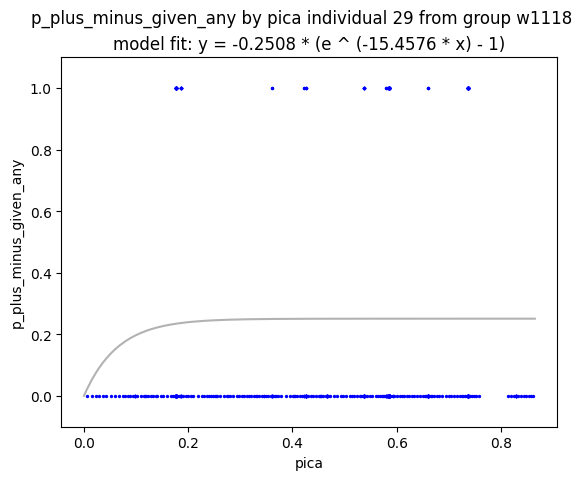 p_plus_minus_given_any by pica individual 29 from group w1118
model fit: y = -0.2508 * (e ^ (-15.4576 * x) - 1)
1.0
0.8
0.6
0.4
0.2
0.0
p_plus_minus_given_any
0.0 0.2 0.4 0.6 0.8
pica